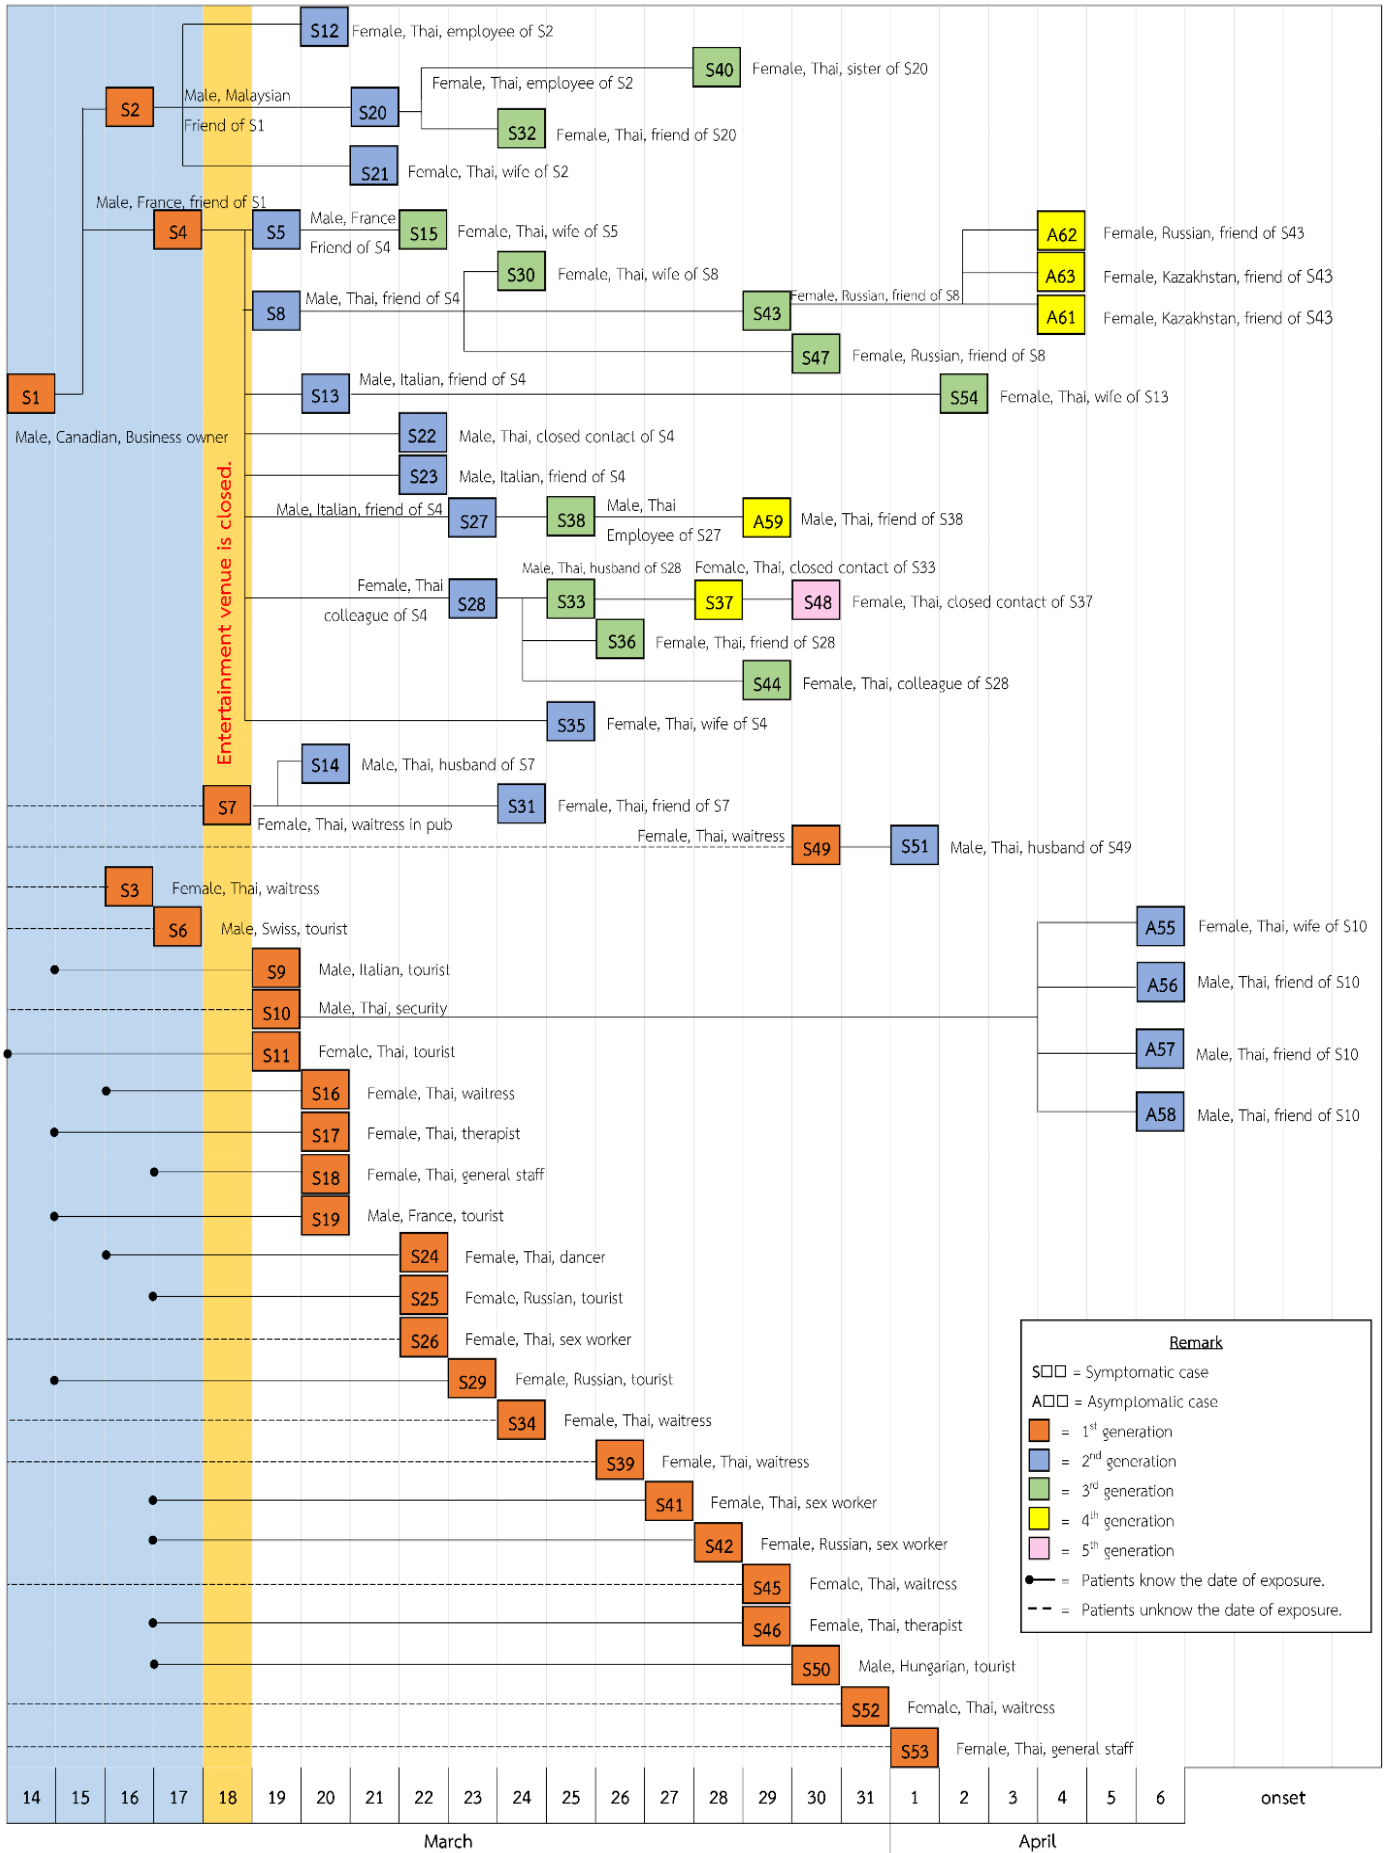 S12 Female, Thai, employee of S2
S40 Female, Thai, sister of S20
Female, Thai, employee of S2
S2 Male, Malaysian
Friend of S1
S20
S32 Female, Thai, friend of S20
S21 Female, Thai, wife of S2
Male, France, friend of S1
S4
S5 Male, France
Friend of S4
S15 Female, Thai, wife of S5
A62 Female, Russian, friend of S43
S30 Female, Thai, wife of S8
A63 Female, Kazakhstan, friend of S43
S8 Male, Thai, friend of S4
S43 Female, Russian, friend of S8
A61 Female, Kazakhstan, friend of S43
S47 Female, Russian, friend of S8
S1
Male, Canadian, Business owner
S13 Male, Italian, friend of S4
S54 Female, Thai, wife of S13
S22 Male, Thai, closed contact of S4
S23 Male, Italian, friend of S4
Entertainment venue is closed.
Male, Italian, friend of S4 S27
S38 Male, Thai
Employee of S27
A59 Male, Thai, friend of S38
Female, Thai
colleague of S4
S28
Male, Thai, husband of S28
S33
Female, Thai, closed contact of S33
S37
S48 Female, Thai, closed contact of S37
S36 Female, Thai, friend of S28
S44 Female, Thai, colleague of S28
S35 Female, Thai, wife of S4
S14 Male, Thai, husband of S7
S7
Female, Thai, waitress in pub
S31 Female, Thai, friend of S7
Female, Thai, waitress S49
S51 Male, Thai, husband of S49
S3 Female, Thai, waitress
S6 Male, Swiss, tourist
A55 Female, Thai, wife of S10
S9 Male, Italian, tourist
A56 Male, Thai, friend of S10
S10 Male, Thai, security
S11 Female, Thai, tourist
A57 Male, Thai, friend of S10
S16 Female, Thai, waitress
A58 Male, Thai, friend of S10
S17 Female, Thai, therapist
S18 Female, Thai, general staff
S19 Male, France, tourist
S24 Female, Thai, dancer
S25 Female, Russian, tourist
S26 Female, Thai, sex worker
S29 Female, Russian, tourist
S34 Female, Thai, waitress
S39 Female, Thai, waitress
S41 Female, Thai, sex worker
S42 Female, Russian, sex worker
S45 Female, Thai, waitress
S46 Female, Thai, therapist
S50 Male, Hungarian, tourist
S52 Female, Thai, waitress
S53 Female, Thai, general staff
Remark
S□□ = Symptomatic case
A□□ = Asymptomatic case
= 1st generation
= 2nd generation
= 3rd generation
= 4th generation
= 5th generation
= Patients know the date of exposure.
= Patients unknow the date of exposure.
14 15 16 17 18 19 20 21 22 23 24 25 26 27 28 29 30 31 1 2 3 4 5 6 onset
March April